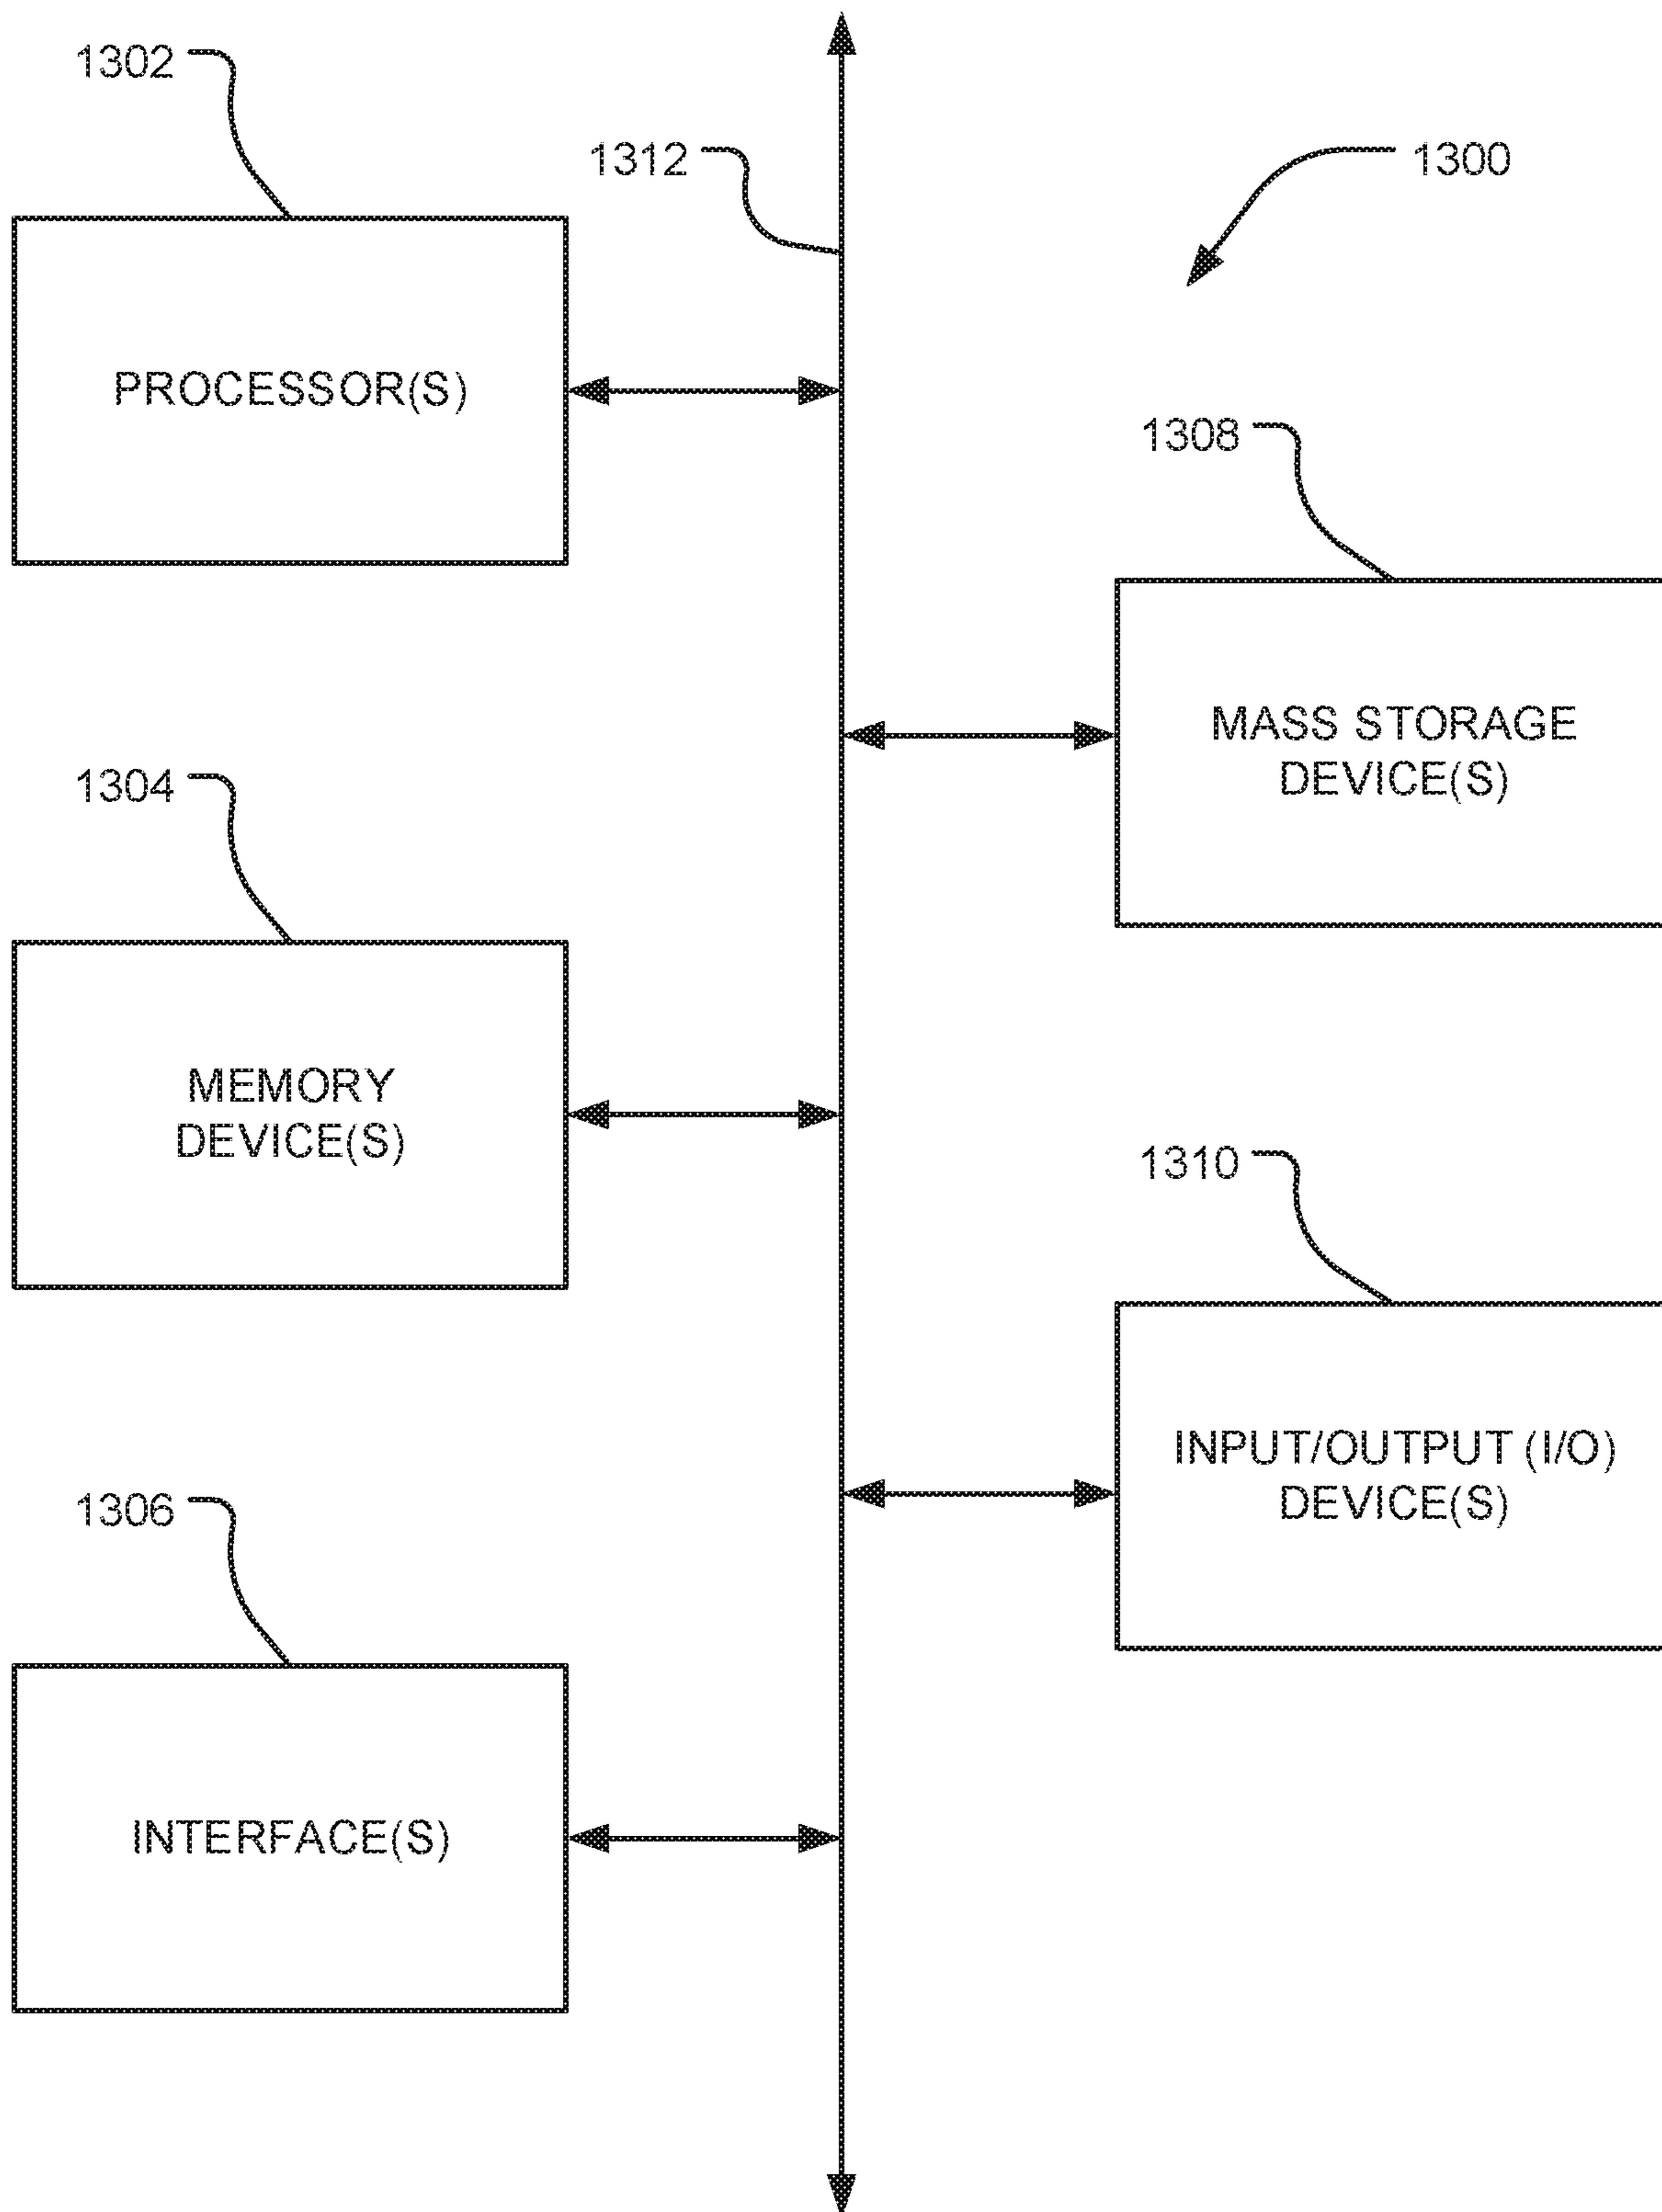 1302
1312
1300
PROCESSOR(S)
1308
MASS STORAGE
DEVICE(S)
1304
MEMORY
DEVICE(S)
1310
INPUT/OUTPUT (I/O)
DEVICE(S)
1306
INTERFACE(S)